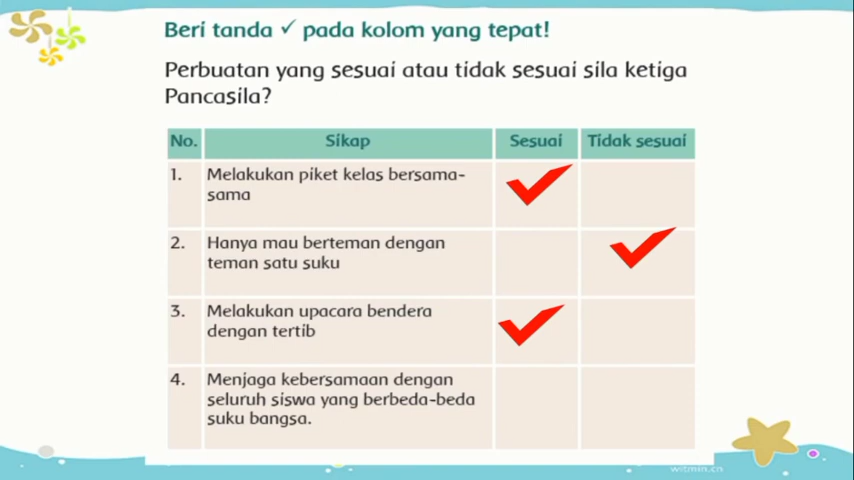 Beri tanda ✓ pada kolom yang tepat!
Perbuatan yang sesuai atau tidak sesuai sila ketiga
Pancasila?
No. Sikap Sesuai Tidak sesuai
1. Melakukan piket kelas bersama-
sama
2. Hanya mau berteman dengan
teman satu suku
3. Melakukan upacara bendera
dengan tertib
4. Menjaga kebersamaan dengan
seluruh siswa yang berbeda-beda
suku bangsa.
witmin.cn